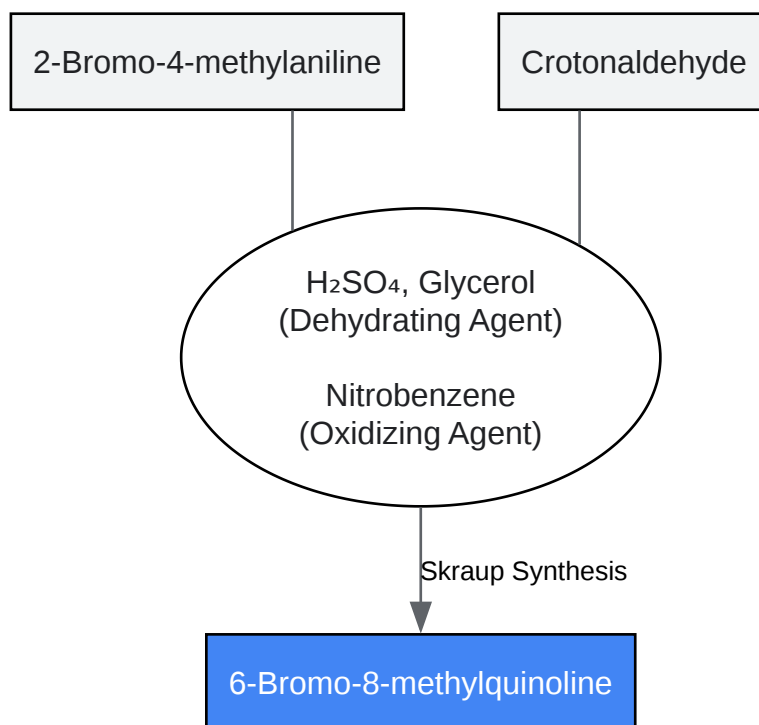 2-Bromo-4-methylaniline
Crotonaldehyde
H₂SO₄, Glycerol
(Dehydrating Agent)
Nitrobenzene
(Oxidizing Agent)
Skraup Synthesis
6-Bromo-8-methylquinoline